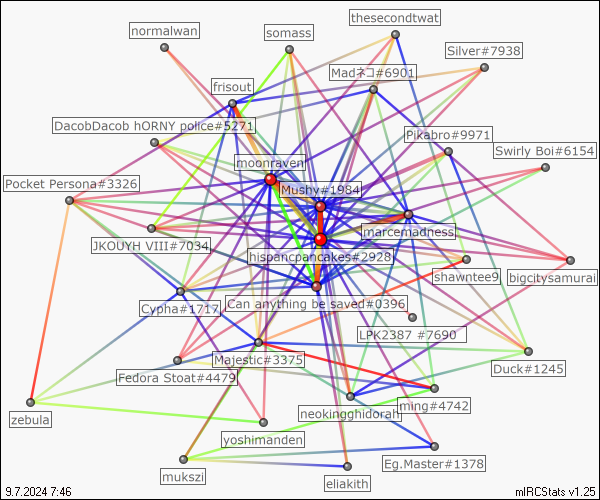 thesecondtwat
normalwan
somass
Silver#7938
Madネコ#6901
frisout
DacobDacob hORNY police#5271
Pikabro#9971
Swirly Boi#6154
moonraven
Pocket Persona#3326
Mushy#1984
marcemadness
JKOUYH VIII#7034
hispancpancakes#2928
shawntee9
bigcitysamurai
Cypha#1717
Can anything be saved#0396
LPK2387 #7690
Majestic#3375
Duck#1245
Fedora Stoat#4479
ming#4742
neokingghidorah
zebula
yoshimanden
Eg.Master#1378
mukszi
eliakith
9.7.2024 7:46
mIRCStats v1.25